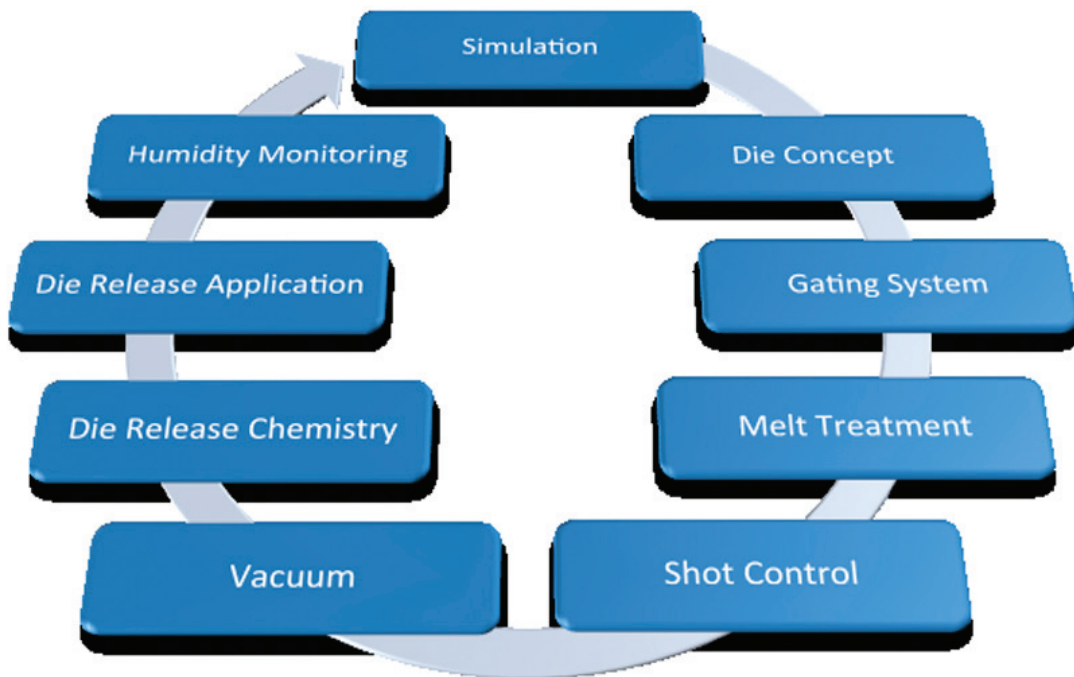 Simulation
Die Concept
Gating System
Melt Treatment
Shot Control
Vacuum
Die Release Chemistry
Die Release Application
Humidity Monitoring